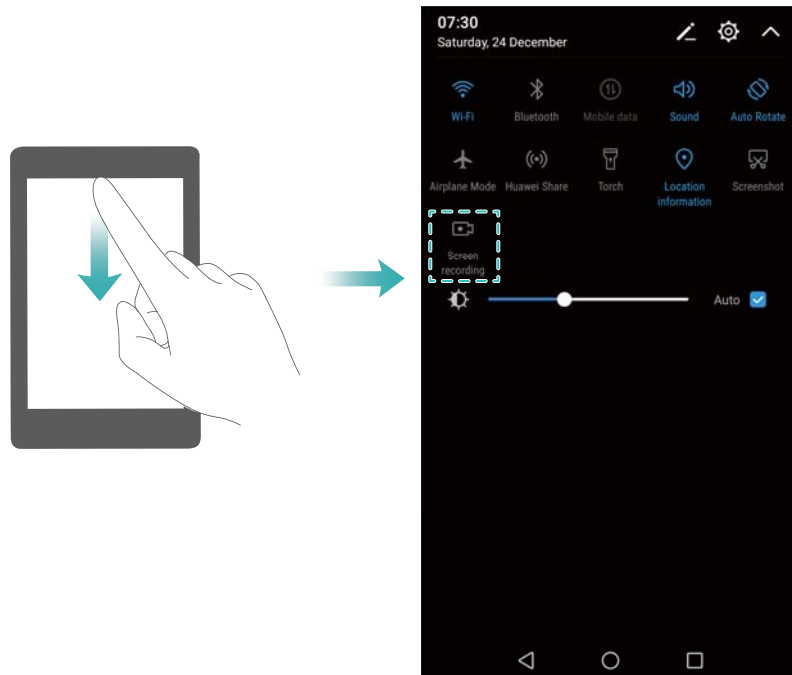 07:30
Saturday, 24 December
Wi-Fi
Bluetooth
Mobile data
Sound
Auto Rotate
Airplane Mode
Huawei Share
Torch
Location
information
Screenshot
Screen
recording
Auto